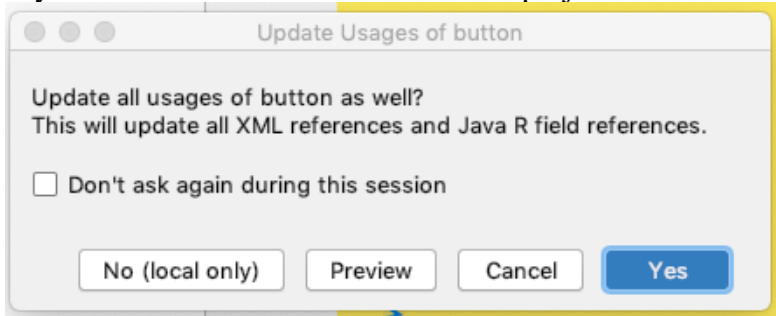 Update Usages of button
Update all usages of button as well?
This will update all XML references and Java R field references.
Don't ask again during this session
No (local only) Preview Cancel Yes